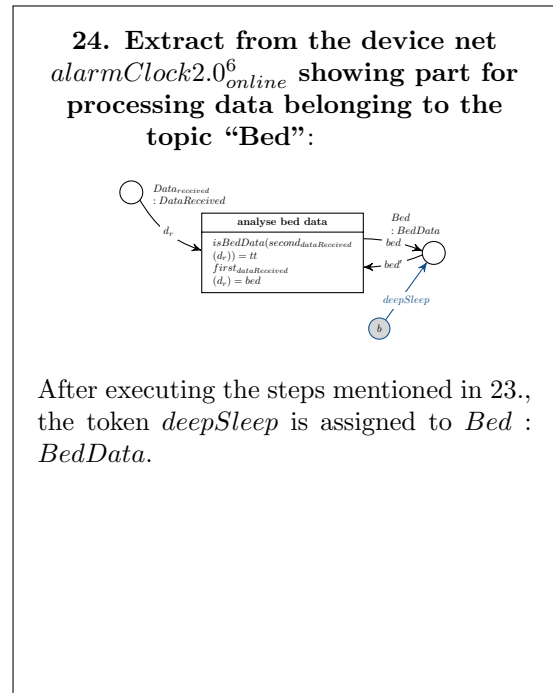 24. Extract from the device net
alarmClock2.0⁶online showing part for
processing data belonging to the
topic “Bed”:
Datareceived
: DataReceived
dr
analyse bed data
isBedData(seconddataReceived
(dr)) = tt
firstdataReceived
(dr) = bed
Bed
: BedData
bed
bed′
deepSleep
b
After executing the steps mentioned in 23.,
the token deepSleep is assigned to Bed :
BedData.